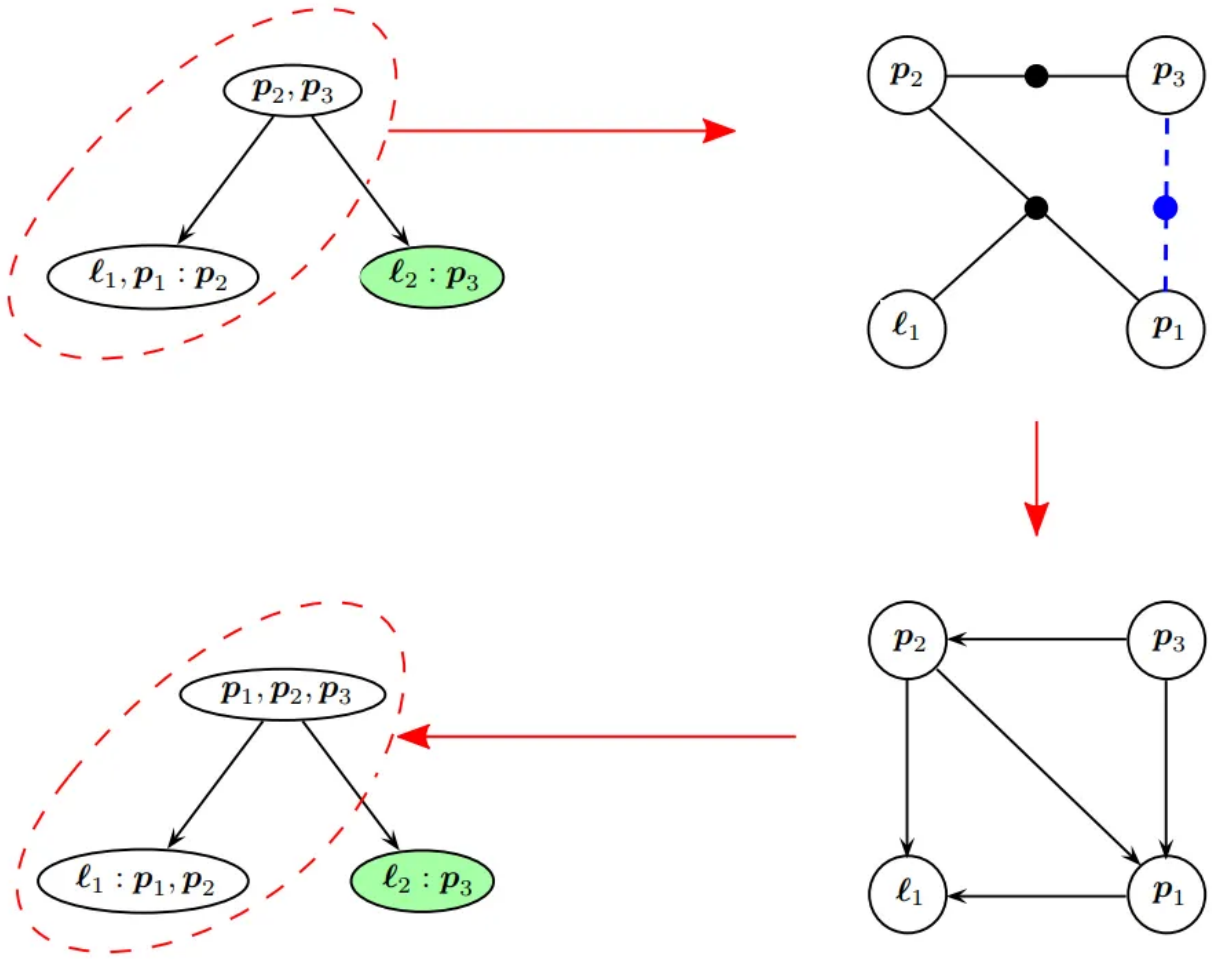 p₂, p₃
ℓ₁, p₁ : p₂
ℓ₂ : p₃
p₂
p₃
ℓ₁
p₁
p₂
p₃
ℓ₁
p₁
p₁, p₂, p₃
ℓ₁ : p₁, p₂
ℓ₂ : p₃